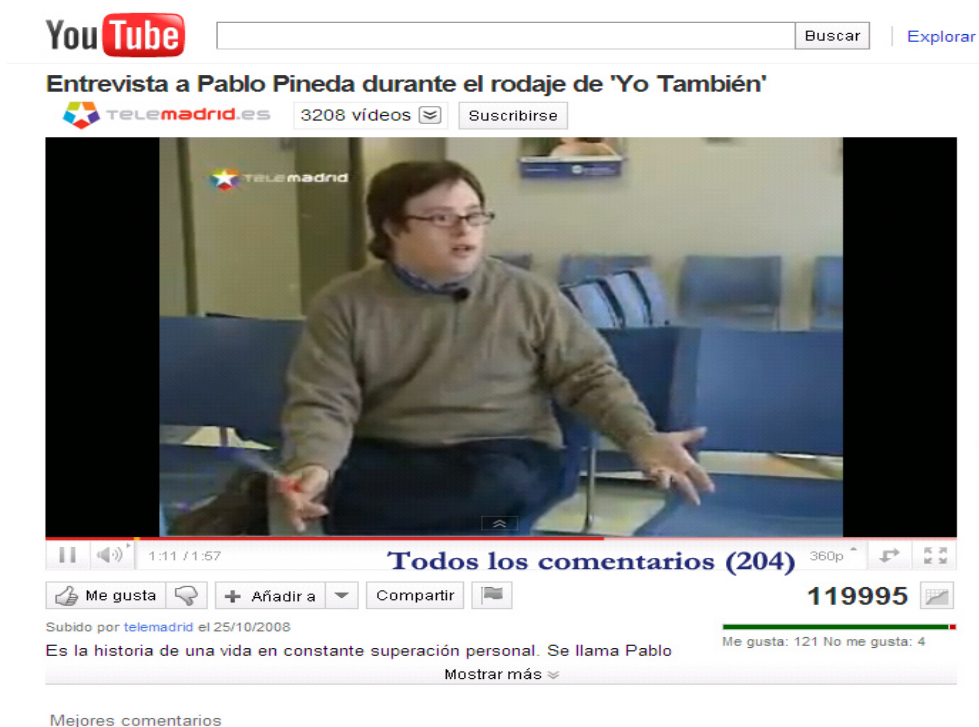 YouTube Buscar Explorar
Entrevista a Pablo Pineda durante el rodaje de 'Yo También'
TELEMADRID.ES 3208 vídeos Suscribirse
TELEMADRID
1:11 / 1:57 Todos los comentarios (204) 360p
Me gusta Añadir a Compartir 119995
Subido por telemadrid el 25/10/2008
Me gusta: 121 No me gusta: 4
Es la historia de una vida en constante superación personal. Se llama Pablo
Mostrar más
Mejores comentarios